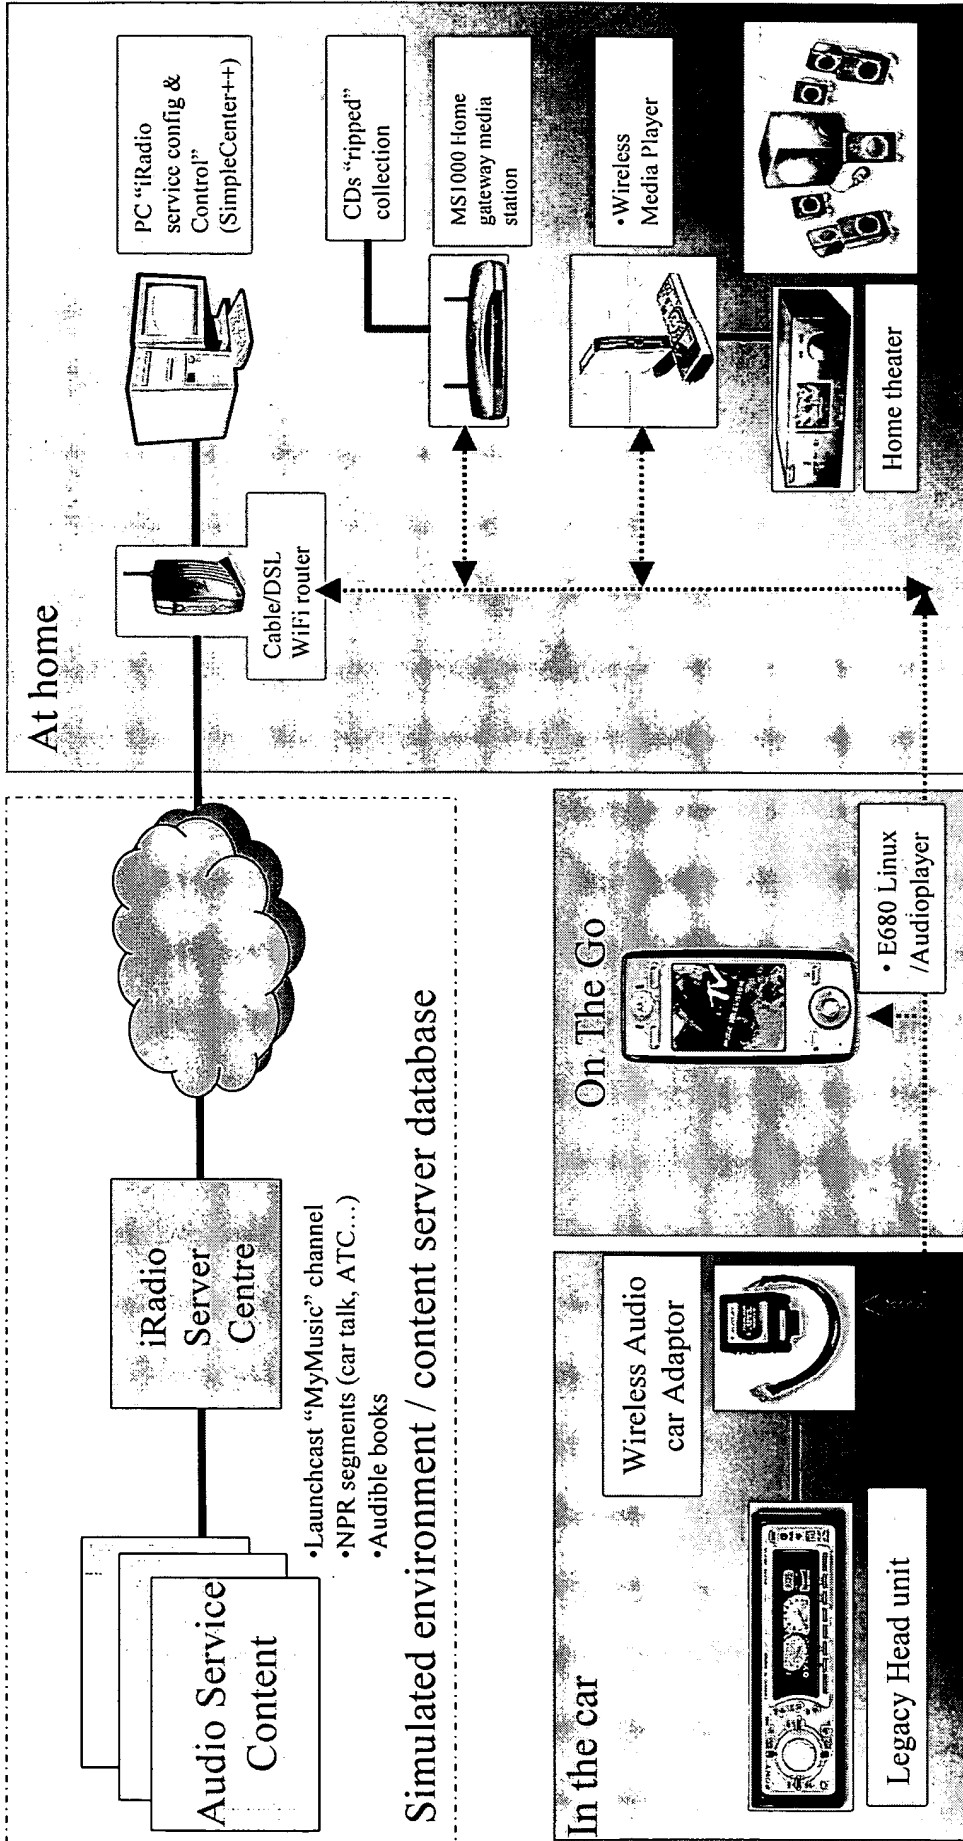 Audio Service
Content
iRadio
Server
Centre
•Launchcast “MyMusic” channel
•NPR segments (car talk, ATC…)
•Audible books
Simulated environment / content server database
At home
Cable/DSL
WiFi router
PC “iRadio
service config &
Control”
(SimpleCenter++)
CDs “ripped”
collection
MS1000 Home
gateway media
station
•Wireless
Media Player
Home theater
In the car
Wireless Audio
car Adaptor
Legacy Head unit
On The Go
• E680 Linux
/Audioplayer